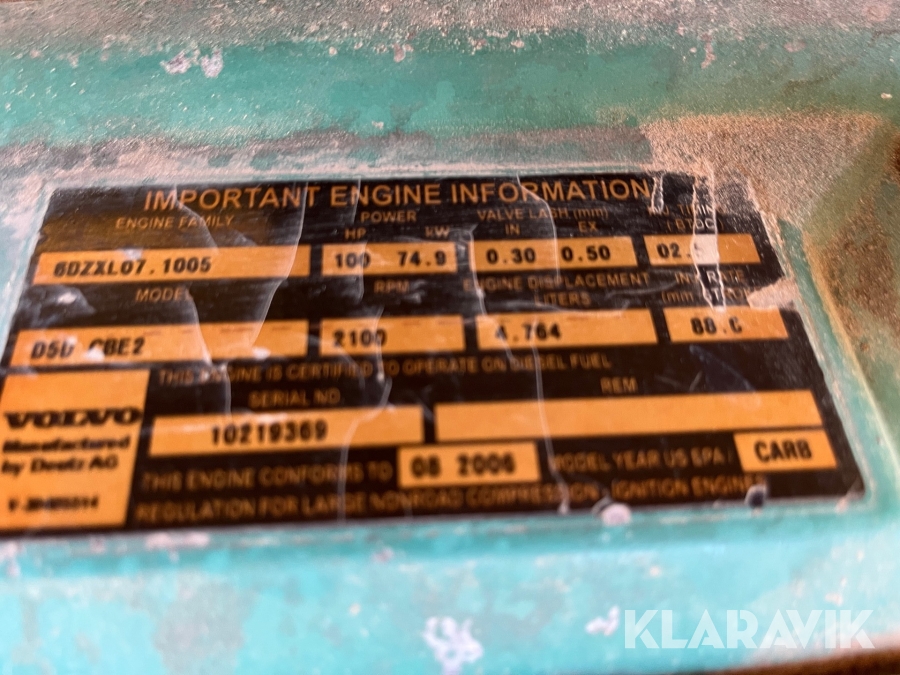 IMPORTANT ENGINE INFORMATION
ENGINE FAMILY POWER VALVE LASH (mm)
HP kW IN EX
6DZXL07.1005 100 74.9 0.30 0.50
MODEL RPM ENGINE DISPLACEMENT
LITERS
D5D CBE2 2100 4.764
THIS ENGINE IS CERTIFIED TO OPERATE ON DIESEL FUEL
SERIAL NO. REM.
10219369
VOLVO
Manufactured
by Deutz AG
THIS ENGINE CONFORMS TO 08 2006 MODEL YEAR US EPA / CARB
REGULATION FOR LARGE NONROAD COMPRESSION IGNITION ENGINES
KLARAVIK